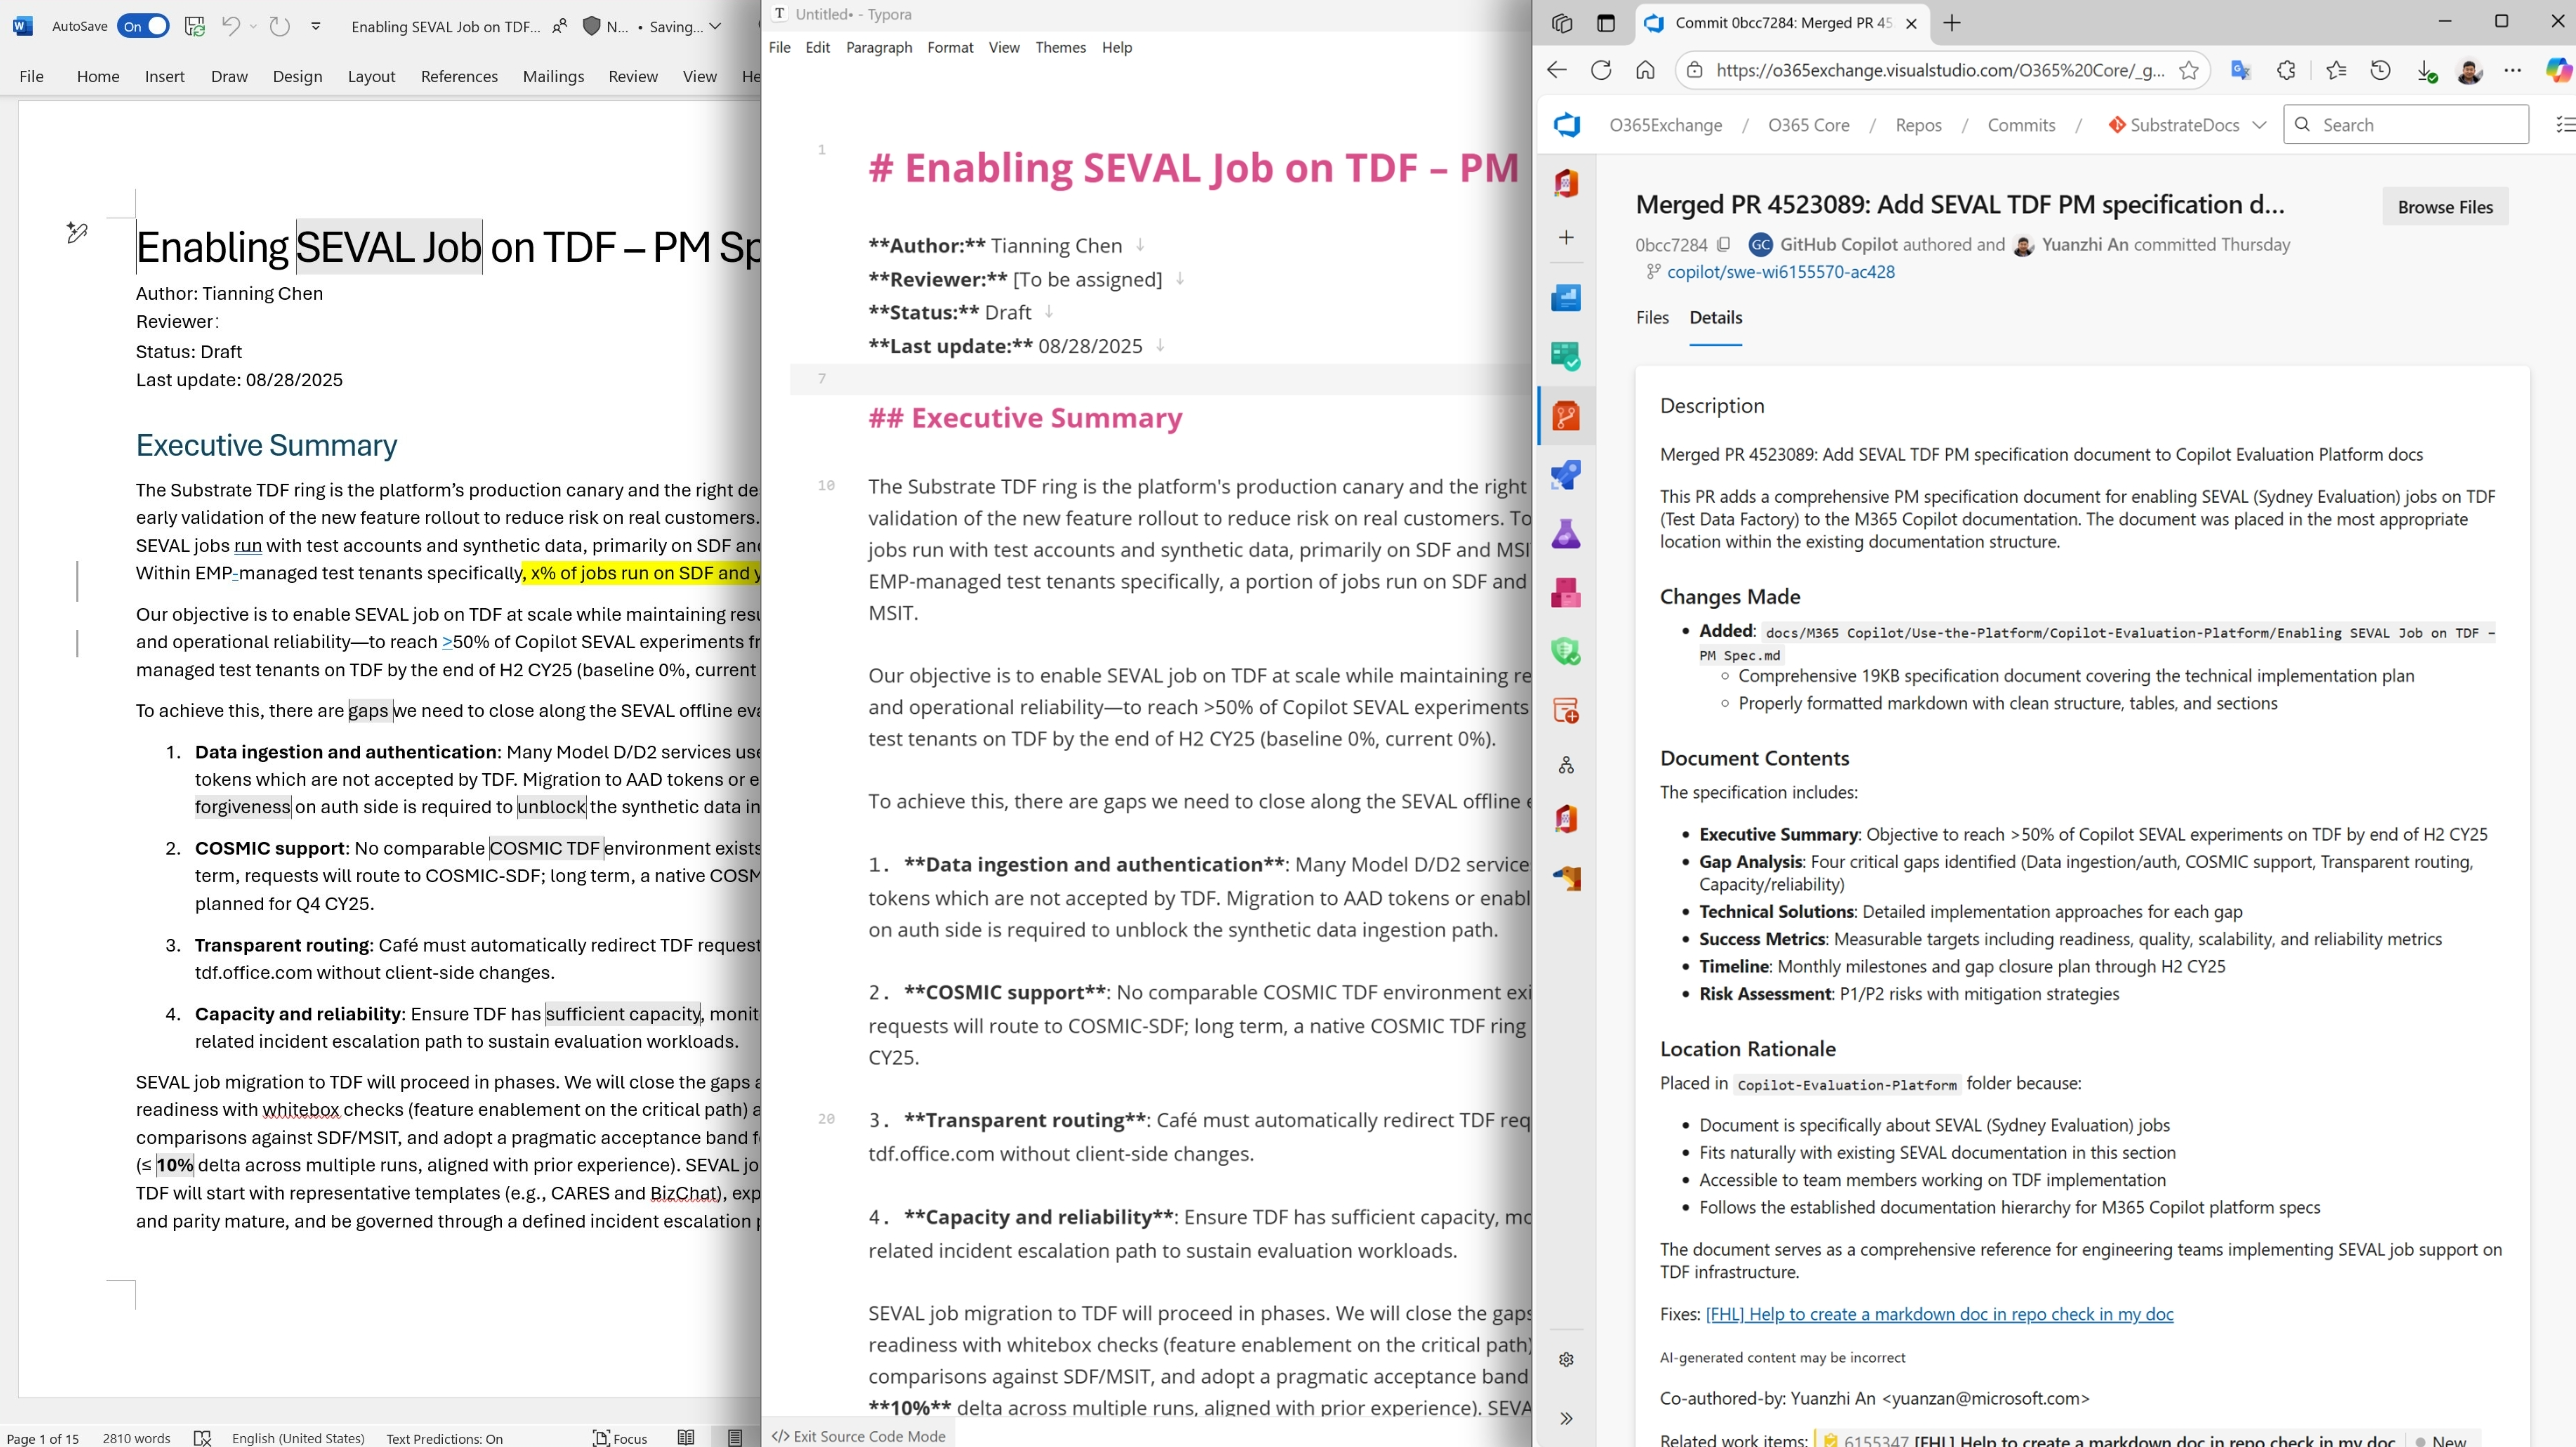 AutoSave On Enabling SEVAL Job on TDF... N... • Saving...
File Home Insert Draw Design Layout References Mailings Review View He
Enabling SEVAL Job on TDF – PM Sp
Author: Tianning Chen
Reviewer:
Status: Draft
Last update: 08/28/2025
Executive Summary
The Substrate TDF ring is the platform’s production canary and the right de
early validation of the new feature rollout to reduce risk on real customers.
SEVAL jobs run with test accounts and synthetic data, primarily on SDF and
Within EMP-managed test tenants specifically, x% of jobs run on SDF and y
Our objective is to enable SEVAL job on TDF at scale while maintaining resu
and operational reliability—to reach >50% of Copilot SEVAL experiments fr
managed test tenants on TDF by the end of H2 CY25 (baseline 0%, current
To achieve this, there are gaps we need to close along the SEVAL offline eva
1. Data ingestion and authentication: Many Model D/D2 services use
tokens which are not accepted by TDF. Migration to AAD tokens or e
forgiveness on auth side is required to unblock the synthetic data in
2. COSMIC support: No comparable COSMIC TDF environment exists
term, requests will route to COSMIC-SDF; long term, a native COSM
planned for Q4 CY25.
3. Transparent routing: Café must automatically redirect TDF request
tdf.office.com without client-side changes.
4. Capacity and reliability: Ensure TDF has sufficient capacity, monit
related incident escalation path to sustain evaluation workloads.
SEVAL job migration to TDF will proceed in phases. We will close the gaps a
readiness with whitebox checks (feature enablement on the critical path) a
comparisons against SDF/MSIT, and adopt a pragmatic acceptance band f
(≤ 10% delta across multiple runs, aligned with prior experience). SEVAL jo
TDF will start with representative templates (e.g., CARES and BizChat), exp
and parity mature, and be governed through a defined incident escalation p
Page 1 of 15 2810 words English (United States) Text Predictions: On Focus
T Untitled• - Typora
File Edit Paragraph Format View Themes Help
1 # Enabling SEVAL Job on TDF – PM
**Author:** Tianning Chen ↓
**Reviewer:** [To be assigned] ↓
**Status:** Draft ↓
**Last update:** 08/28/2025 ↓
7
## Executive Summary
10 The Substrate TDF ring is the platform's production canary and the right
validation of the new feature rollout to reduce risk on real customers. To
jobs run with test accounts and synthetic data, primarily on SDF and MSI
EMP-managed test tenants specifically, a portion of jobs run on SDF and
MSIT.
Our objective is to enable SEVAL job on TDF at scale while maintaining re
and operational reliability—to reach >50% of Copilot SEVAL experiments
test tenants on TDF by the end of H2 CY25 (baseline 0%, current 0%).
To achieve this, there are gaps we need to close along the SEVAL offline e
1. **Data ingestion and authentication**: Many Model D/D2 service
tokens which are not accepted by TDF. Migration to AAD tokens or enabl
on auth side is required to unblock the synthetic data ingestion path.
2. **COSMIC support**: No comparable COSMIC TDF environment exi
requests will route to COSMIC-SDF; long term, a native COSMIC TDF ring
CY25.
20 3. **Transparent routing**: Café must automatically redirect TDF req
tdf.office.com without client-side changes.
4. **Capacity and reliability**: Ensure TDF has sufficient capacity, mo
related incident escalation path to sustain evaluation workloads.
SEVAL job migration to TDF will proceed in phases. We will close the gaps
readiness with whitebox checks (feature enablement on the critical path)
comparisons against SDF/MSIT, and adopt a pragmatic acceptance band
**10%** delta across multiple runs, aligned with prior experience). SEVA
</> Exit Source Code Mode
Commit 0bcc7284: Merged PR 45
https://o365exchange.visualstudio.com/O365%20Core/_g...
O365Exchange / O365 Core / Repos / Commits / SubstrateDocs Search
Merged PR 4523089: Add SEVAL TDF PM specification d... Browse Files
0bcc7284 GC GitHub Copilot authored and Yuanzhi An committed Thursday
copilot/swe-wi6155570-ac428
Files Details
Description
Merged PR 4523089: Add SEVAL TDF PM specification document to Copilot Evaluation Platform docs
This PR adds a comprehensive PM specification document for enabling SEVAL (Sydney Evaluation) jobs on TDF
(Test Data Factory) to the M365 Copilot documentation. The document was placed in the most appropriate
location within the existing documentation structure.
Changes Made
• Added: docs/M365 Copilot/Use-the-Platform/Copilot-Evaluation-Platform/Enabling SEVAL Job on TDF –
PM Spec.md
○ Comprehensive 19KB specification document covering the technical implementation plan
○ Properly formatted markdown with clean structure, tables, and sections
Document Contents
The specification includes:
• Executive Summary: Objective to reach >50% of Copilot SEVAL experiments on TDF by end of H2 CY25
• Gap Analysis: Four critical gaps identified (Data ingestion/auth, COSMIC support, Transparent routing,
Capacity/reliability)
• Technical Solutions: Detailed implementation approaches for each gap
• Success Metrics: Measurable targets including readiness, quality, scalability, and reliability metrics
• Timeline: Monthly milestones and gap closure plan through H2 CY25
• Risk Assessment: P1/P2 risks with mitigation strategies
Location Rationale
Placed in Copilot-Evaluation-Platform folder because:
• Document is specifically about SEVAL (Sydney Evaluation) jobs
• Fits naturally with existing SEVAL documentation in this section
• Accessible to team members working on TDF implementation
• Follows the established documentation hierarchy for M365 Copilot platform specs
The document serves as a comprehensive reference for engineering teams implementing SEVAL job support on
TDF infrastructure.
Fixes: [FHL] Help to create a markdown doc in repo check in my doc
AI-generated content may be incorrect
Co-authored-by: Yuanzhi An <yuanzan@microsoft.com>
Related work items: 6155347 [FHL] Help to create a markdown doc in repo check in my doc New